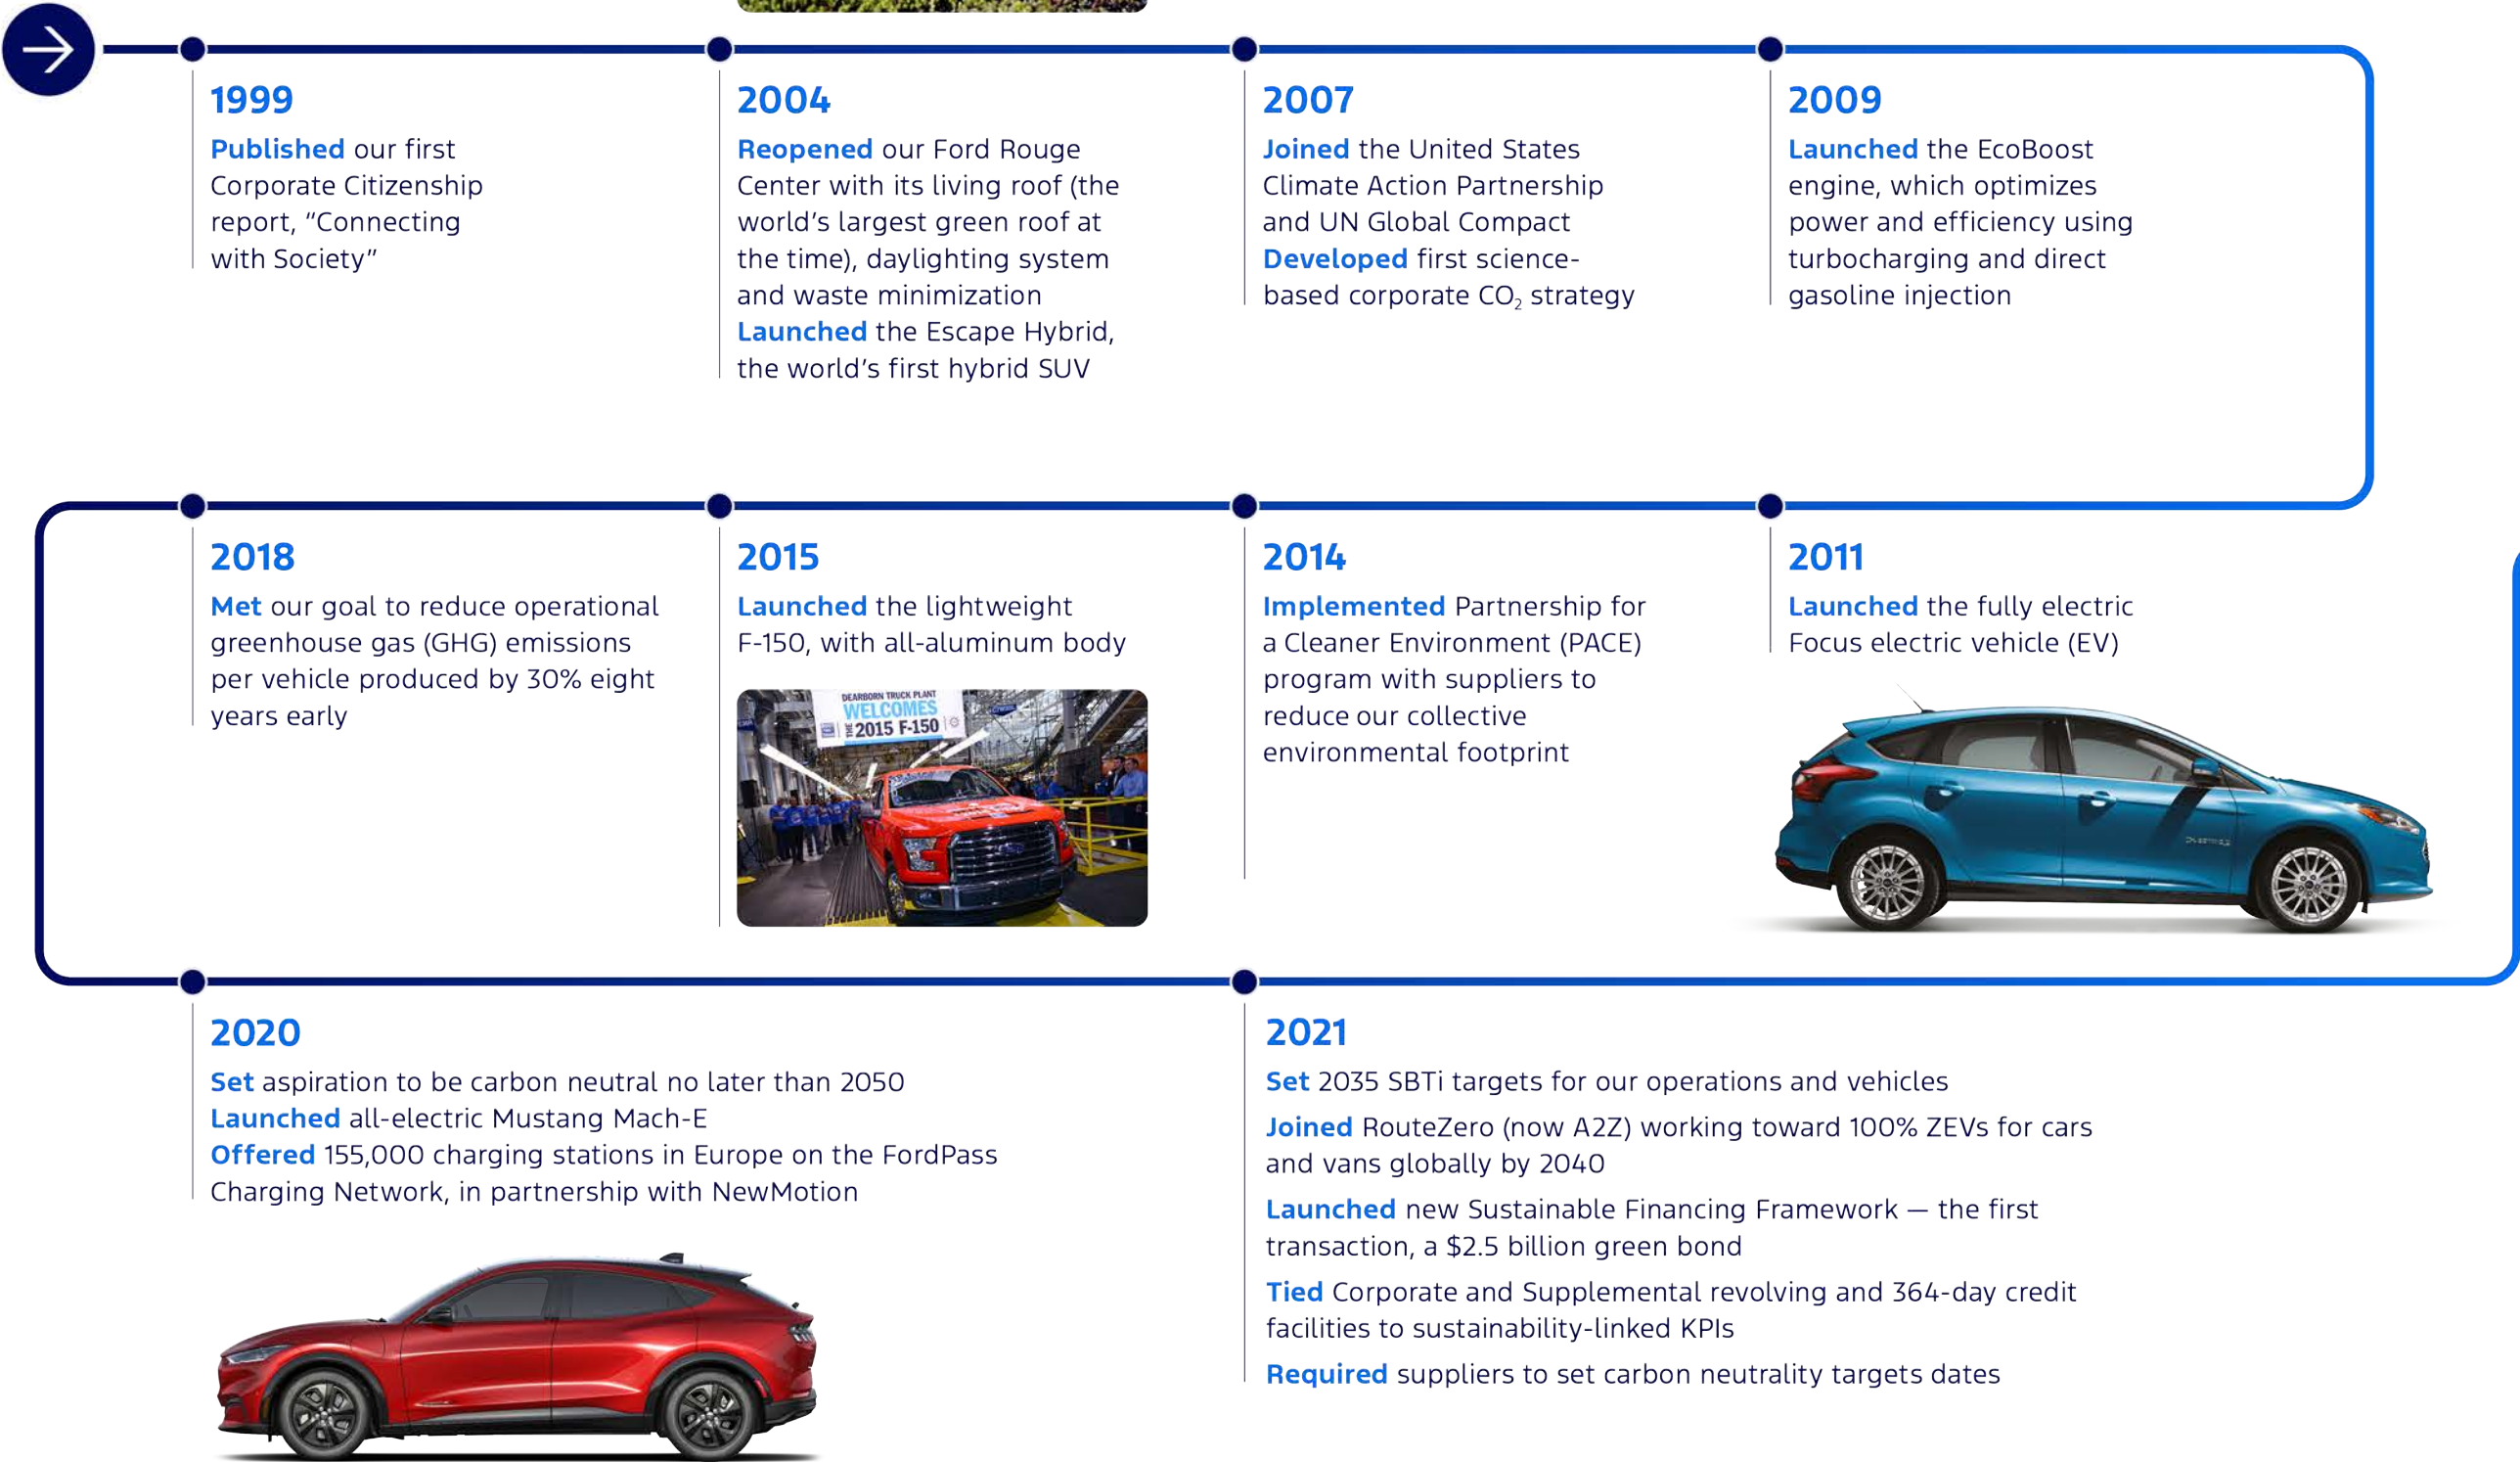 1999
Published our first
Corporate Citizenship
report, “Connecting
with Society”
2004
Reopened our Ford Rouge
Center with its living roof (the
world’s largest green roof at
the time), daylighting system
and waste minimization
Launched the Escape Hybrid,
the world’s first hybrid SUV
2007
Joined the United States
Climate Action Partnership
and UN Global Compact
Developed first science-
based corporate CO₂ strategy
2009
Launched the EcoBoost
engine, which optimizes
power and efficiency using
turbocharging and direct
gasoline injection
2018
Met our goal to reduce operational
greenhouse gas (GHG) emissions
per vehicle produced by 30% eight
years early
2015
Launched the lightweight
F-150, with all-aluminum body
DEARBORN TRUCK PLANT
WELCOMES
THE 2015 F-150
2014
Implemented Partnership for
a Cleaner Environment (PACE)
program with suppliers to
reduce our collective
environmental footprint
2011
Launched the fully electric
Focus electric vehicle (EV)
2020
Set aspiration to be carbon neutral no later than 2050
Launched all-electric Mustang Mach-E
Offered 155,000 charging stations in Europe on the FordPass
Charging Network, in partnership with NewMotion
2021
Set 2035 SBTi targets for our operations and vehicles
Joined RouteZero (now A2Z) working toward 100% ZEVs for cars
and vans globally by 2040
Launched new Sustainable Financing Framework — the first
transaction, a $2.5 billion green bond
Tied Corporate and Supplemental revolving and 364-day credit
facilities to sustainability-linked KPIs
Required suppliers to set carbon neutrality targets dates